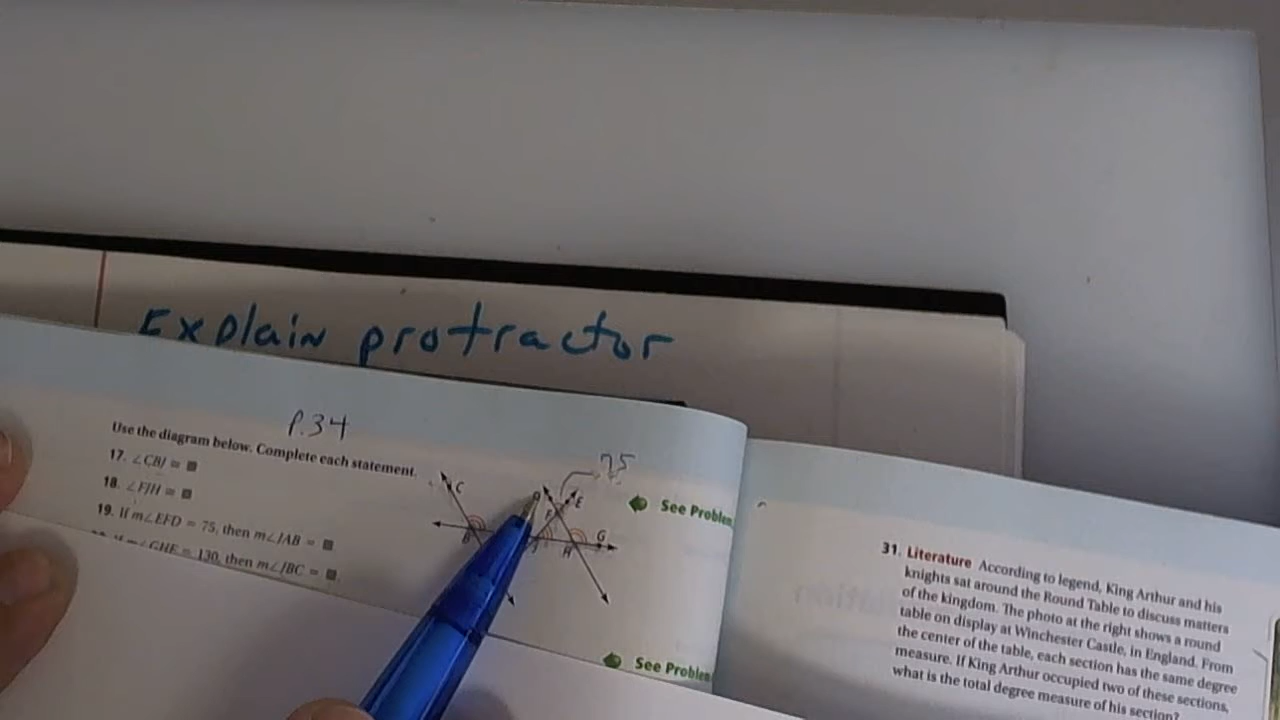 Explain protractor
P.34
Use the diagram below. Complete each statement.
17. ∠CBJ ≅ ■
18. ∠FJH ≅ ■
19. If m∠EFD = 75, then m∠JAB = ■
m∠GHF = 130, then m∠JBC = ■.
C
75
E
F
G
B
J
H
See Problem
See Problem
31. Literature According to legend, King Arthur and his
knights sat around the Round Table to discuss matters
of the kingdom. The photo at the right shows a round
table on display at Winchester Castle, in England. From
the center of the table, each section has the same degree
measure. If King Arthur occupied two of these sections,
what is the total degree measure of his section?